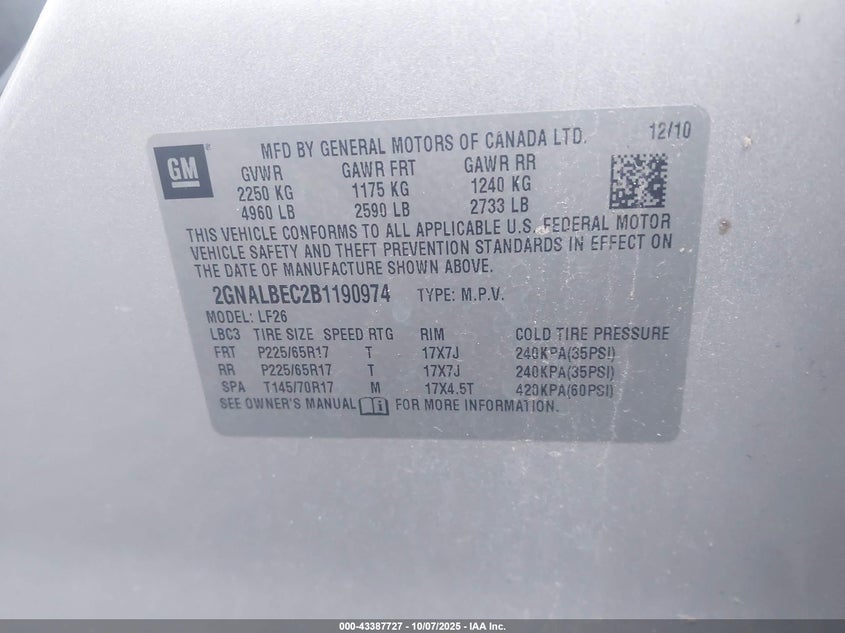 MFD BY GENERAL MOTORS OF CANADA LTD. 12/10
GM
GVWR GAWR FRT GAWR RR
2250 KG 1175 KG 1240 KG
4960 LB 2590 LB 2733 LB
THIS VEHICLE CONFORMS TO ALL APPLICABLE U.S. FEDERAL MOTOR
VEHICLE SAFETY AND THEFT PREVENTION STANDARDS IN EFFECT ON
THE DATE OF MANUFACTURE SHOWN ABOVE.
2GNALBEC2B1190974 TYPE: M.P.V.
MODEL: LF26
LBC3 TIRE SIZE SPEED RTG RIM COLD TIRE PRESSURE
FRT P225/65R17 T 17X7J 240KPA(35PSI)
RR P225/65R17 T 17X7J 240KPA(35PSI)
SPA T145/70R17 M 17X4.5T 420KPA(60PSI)
SEE OWNER'S MANUAL FOR MORE INFORMATION.
000-43387727 - 10/07/2025 - IAA Inc.